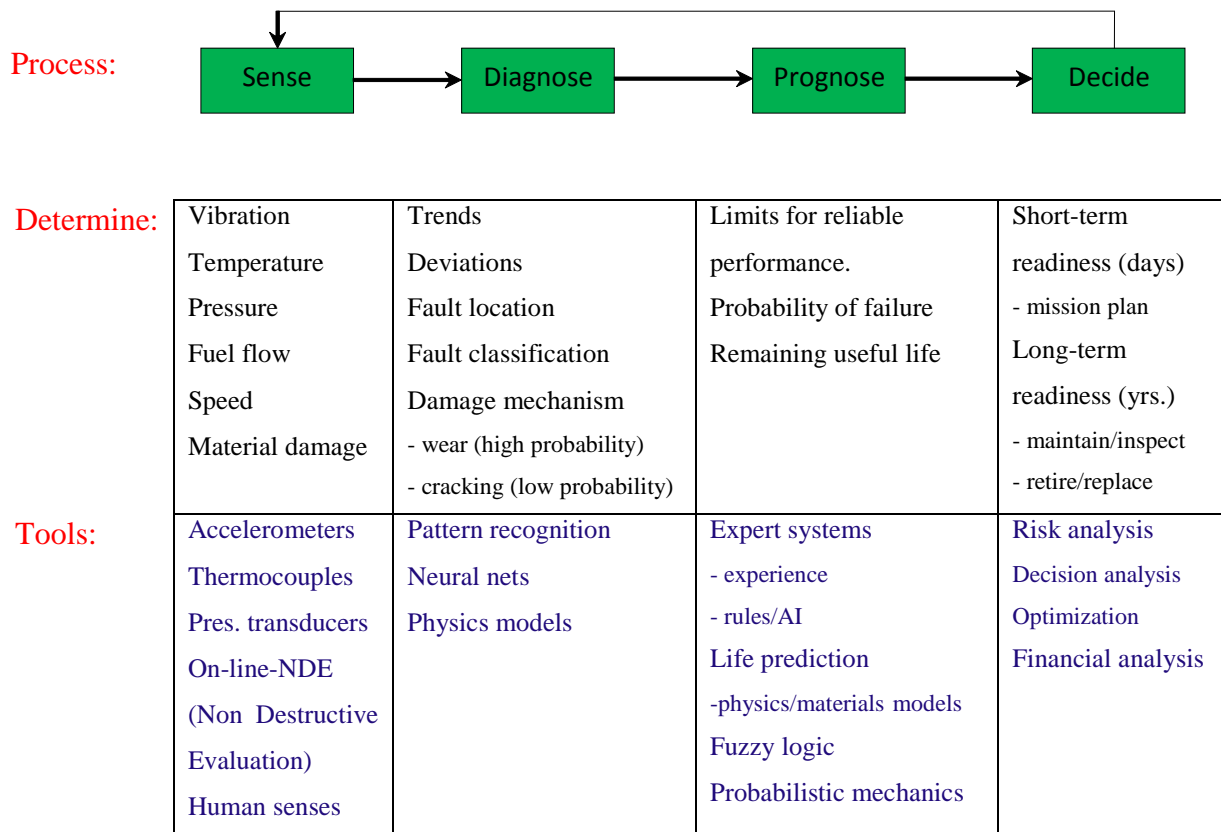 Process:
Sense
Diagnose
Prognose
Decide
Determine:
Vibration
Temperature
Pressure
Fuel flow
Speed
Material damage
Trends
Deviations
Fault location
Fault classification
Damage mechanism
- wear (high probability)
- cracking (low probability)
Limits for reliable
performance.
Probability of failure
Remaining useful life
Short-term
readiness (days)
- mission plan
Long-term
readiness (yrs.)
- maintain/inspect
- retire/replace
Tools:
Accelerometers
Thermocouples
Pres. transducers
On-line-NDE
(Non Destructive
Evaluation)
Human senses
Pattern recognition
Neural nets
Physics models
Expert systems
- experience
- rules/AI
Life prediction
-physics/materials models
Fuzzy logic
Probabilistic mechanics
Risk analysis
Decision analysis
Optimization
Financial analysis